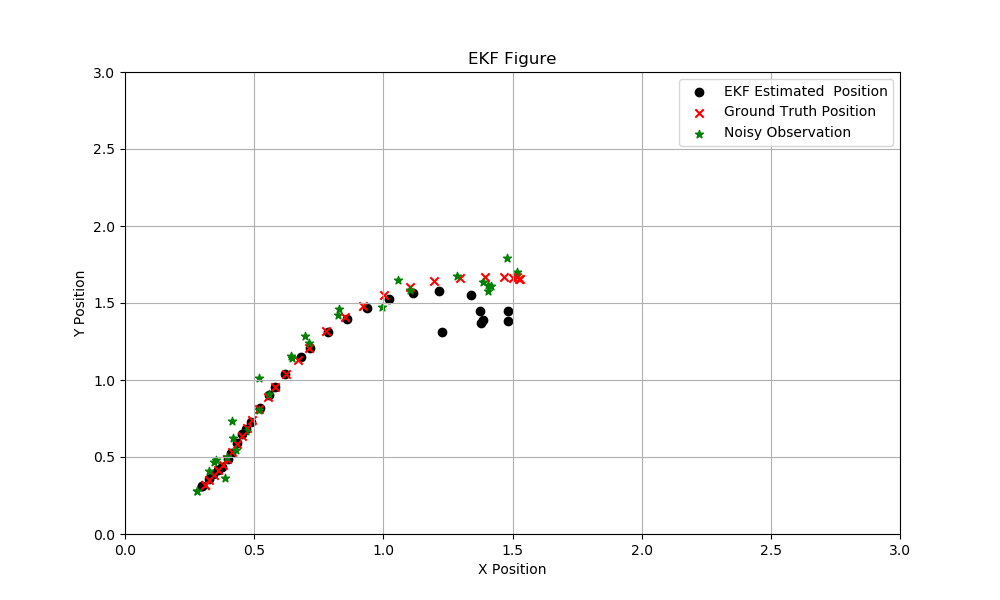 EKF Figure
EKF Estimated  Position
Ground Truth Position
Noisy Observation
Y Position
3.0
2.5
2.0
1.5
1.0
0.5
0.0
0.0 0.5 1.0 1.5 2.0 2.5 3.0
X Position